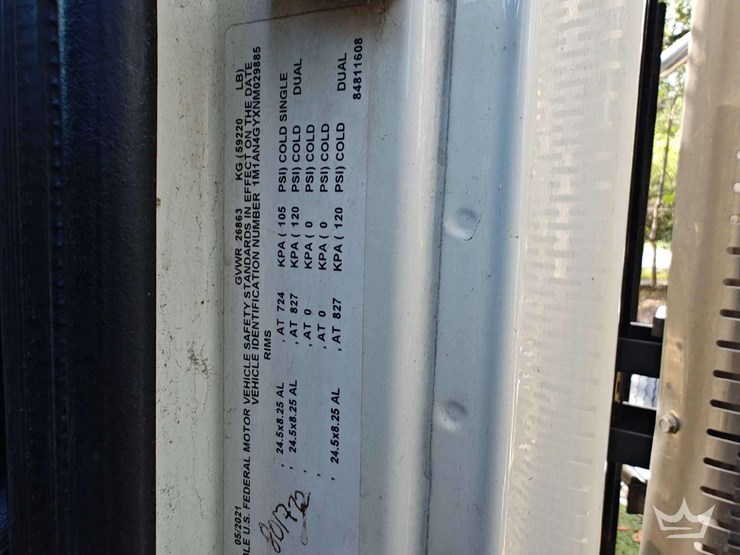 05/2021 GVWR 26863 KG ( 59220 LB)
BLE U.S. FEDERAL MOTOR VEHICLE SAFETY STANDARDS IN EFFECT ON THE DATE
VEHICLE IDENTIFICATION NUMBER 1M1AN4GYXNM029885
RIMS
, 24.5x8.25 AL , AT 724 KPA ( 105 PSI) COLD SINGLE
, 24.5x8.25 AL , AT 827 KPA ( 120 PSI) COLD DUAL
, , AT 0 KPA ( 0 PSI) COLD
, , AT 0 KPA ( 0 PSI) COLD
, 24.5x8.25 AL , AT 827 KPA ( 120 PSI) COLD DUAL
84811608